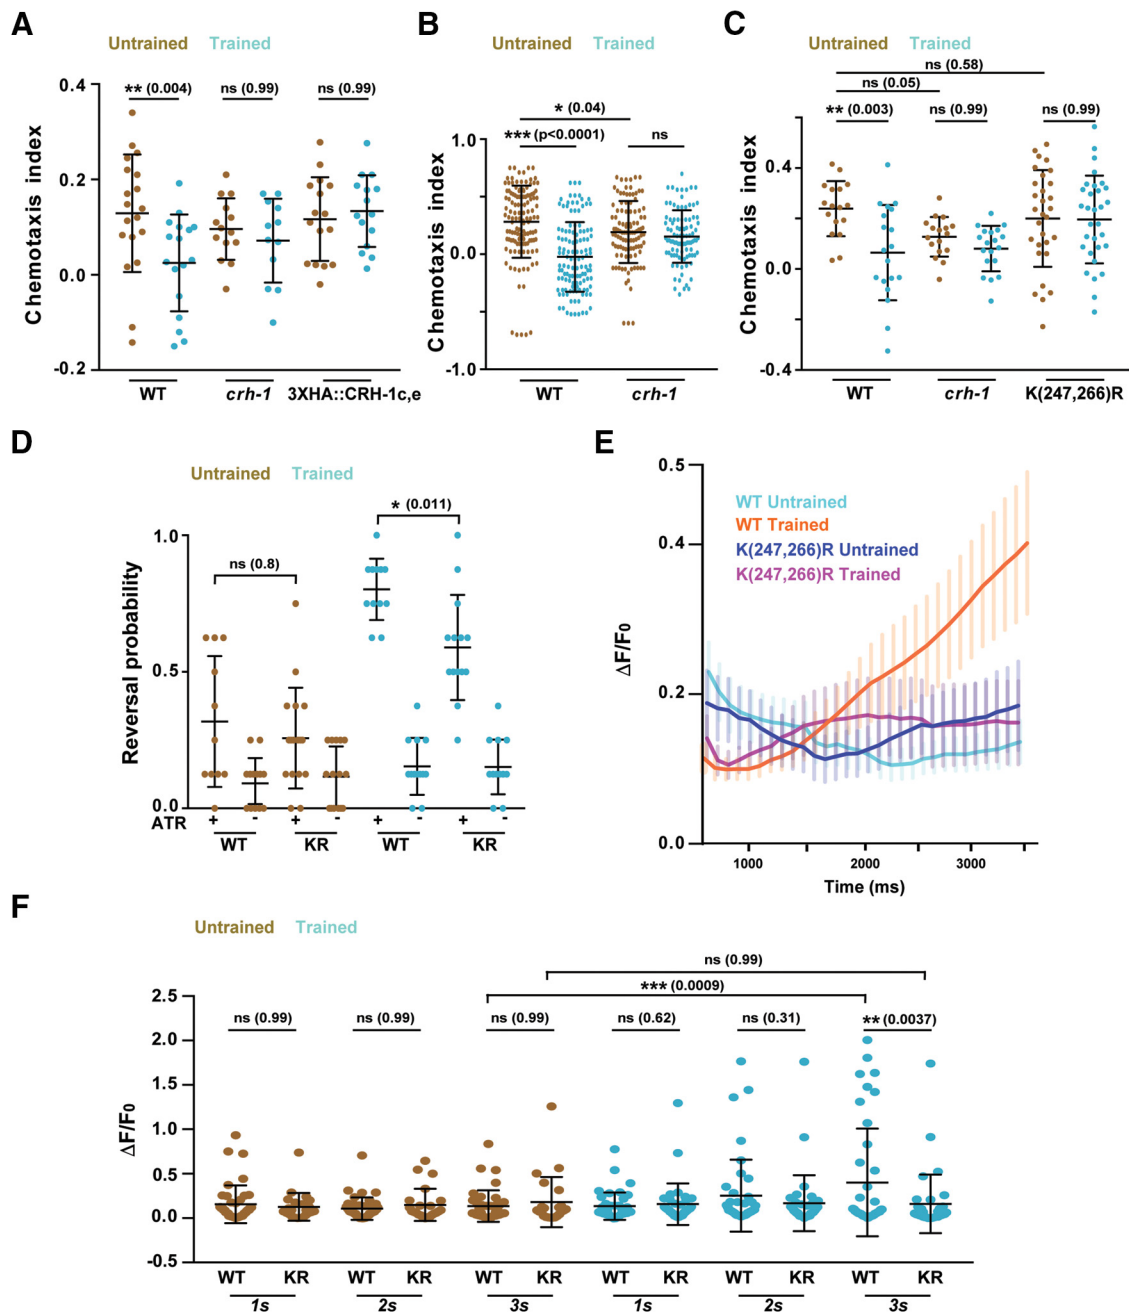 A
Untrained Trained
** (0.004) ns (0.99) ns (0.99)
Chemotaxis index
0.4
0.2
0.0
-0.2
WT crh-1 3XHA::CRH-1c,e
B
Untrained Trained
* (0.04)
*** (p<0.0001) ns
Chemotaxis index
1.0
0.0
-1.0
WT crh-1
C
Untrained Trained
ns (0.58)
ns (0.05)
** (0.003) ns (0.99) ns (0.99)
Chemotaxis index
0.4
0.0
-0.4
WT crh-1 K(247,266)R
D
Untrained Trained
* (0.011)
ns (0.8)
Reversal probability
1.0
0.5
0.0
ATR + - + - + - + -
WT KR WT KR
E
0.5
0.4
0.2
0.0
ΔF/F0
WT Untrained
WT Trained
K(247,266)R Untrained
K(247,266)R Trained
1000 2000 3000
Time (ms)
F
Untrained Trained
ns (0.99)
*** (0.0009)
ns (0.99) ns (0.99) ns (0.99) ns (0.62) ns (0.31) ** (0.0037)
ΔF/F0
2.5
2.0
1.5
1.0
0.5
0.0
-0.5
WT KR WT KR WT KR WT KR WT KR WT KR
1s 2s 3s 1s 2s 3s